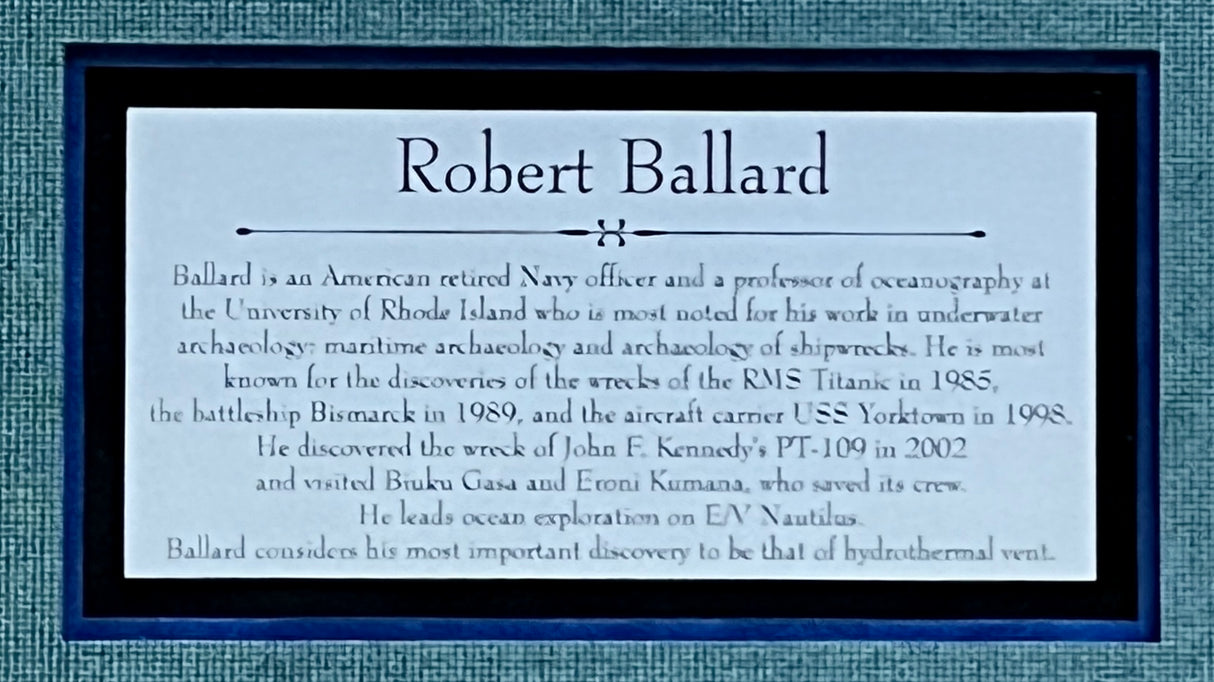 Robert Ballard
Ballard is an American retired Navy officer and a professor of oceanography at
the University of Rhode Island who is most noted for his work in underwater
archaeology: maritime archaeology and archaeology of shipwrecks. He is most
known for the discoveries of the wrecks of the RMS Titanic in 1985,
the battleship Bismarck in 1989, and the aircraft carrier USS Yorktown in 1998.
He discovered the wreck of John F. Kennedy's PT-109 in 2002
and visited Biuku Gasa and Eroni Kumana, who saved its crew.
He leads ocean exploration on E/V Nautilus.
Ballard considers his most important discovery to be that of hydrothermal vent.